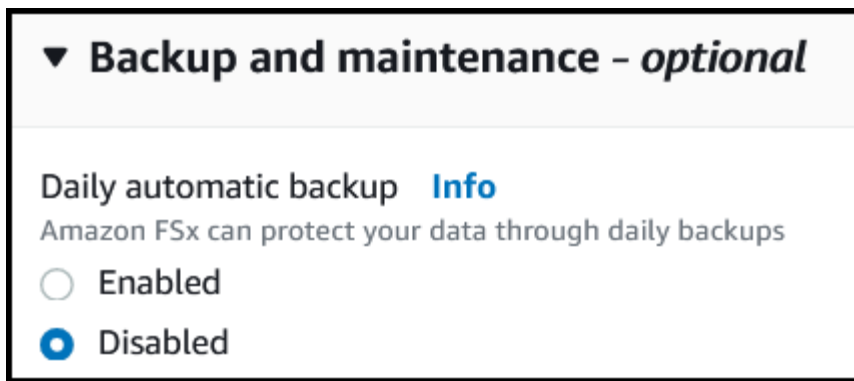 Backup and maintenance - optional
Daily automatic backup Info
Amazon FSx can protect your data through daily backups
Enabled
Disabled